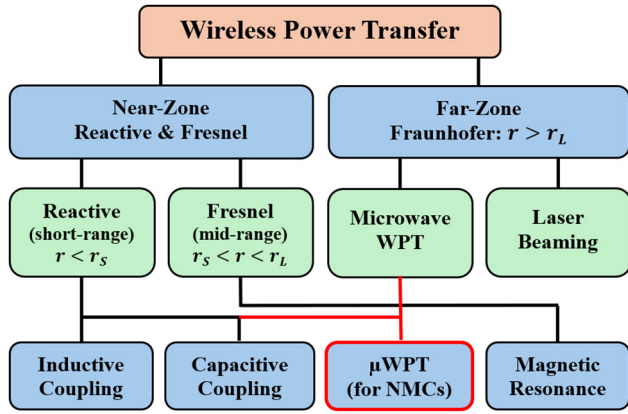 Wireless Power Transfer
Near-Zone
Reactive & Fresnel
Far-Zone
Fraunhofer: r > r_L
Reactive
(short-range)
r < r_S
Fresnel
(mid-range)
r_S < r < r_L
Microwave
WPT
Laser
Beaming
Inductive
Coupling
Capacitive
Coupling
µWPT
(for NMCs)
Magnetic
Resonance